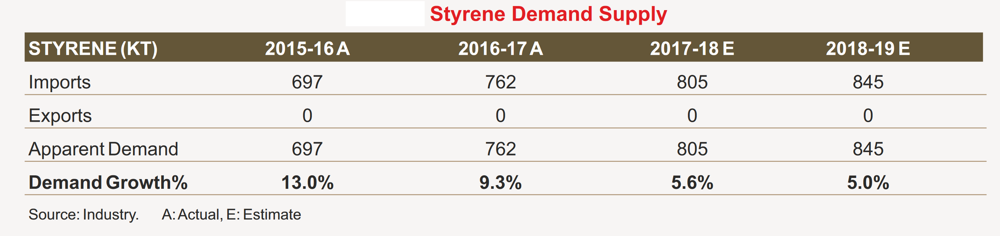 Styrene Demand Supply
STYRENE (KT) 2015-16 A 2016-17 A 2017-18 E 2018-19 E
Imports 697 762 805 845
Exports 0 0 0 0
Apparent Demand 697 762 805 845
Demand Growth% 13.0% 9.3% 5.6% 5.0%
Source: Industry. A: Actual, E: Estimate